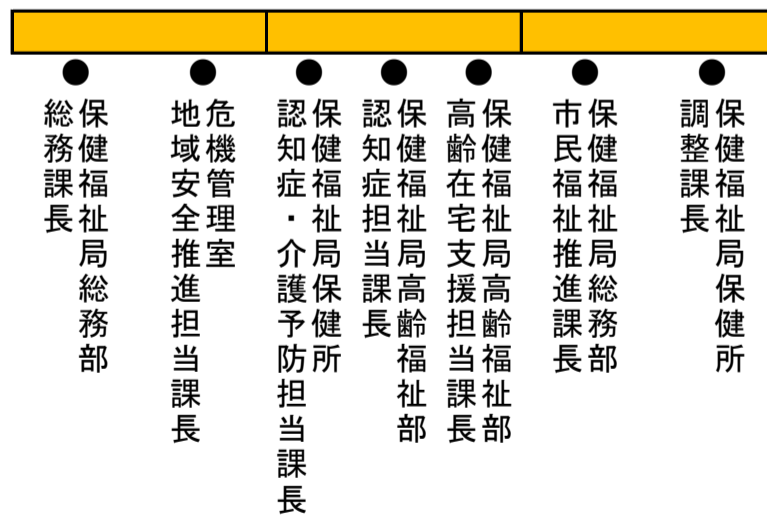 保健福祉局保健所
調整課長
保健福祉局総務部
市民福祉推進課長
保健福祉局高齢福祉部
高齢在宅支援担当課長
保健福祉局高齢福祉部
認知症担当課長
保健福祉局保健所
認知症・介護予防担当課長
危機管理室
地域安全推進担当課長
保健福祉局総務部
総務課長